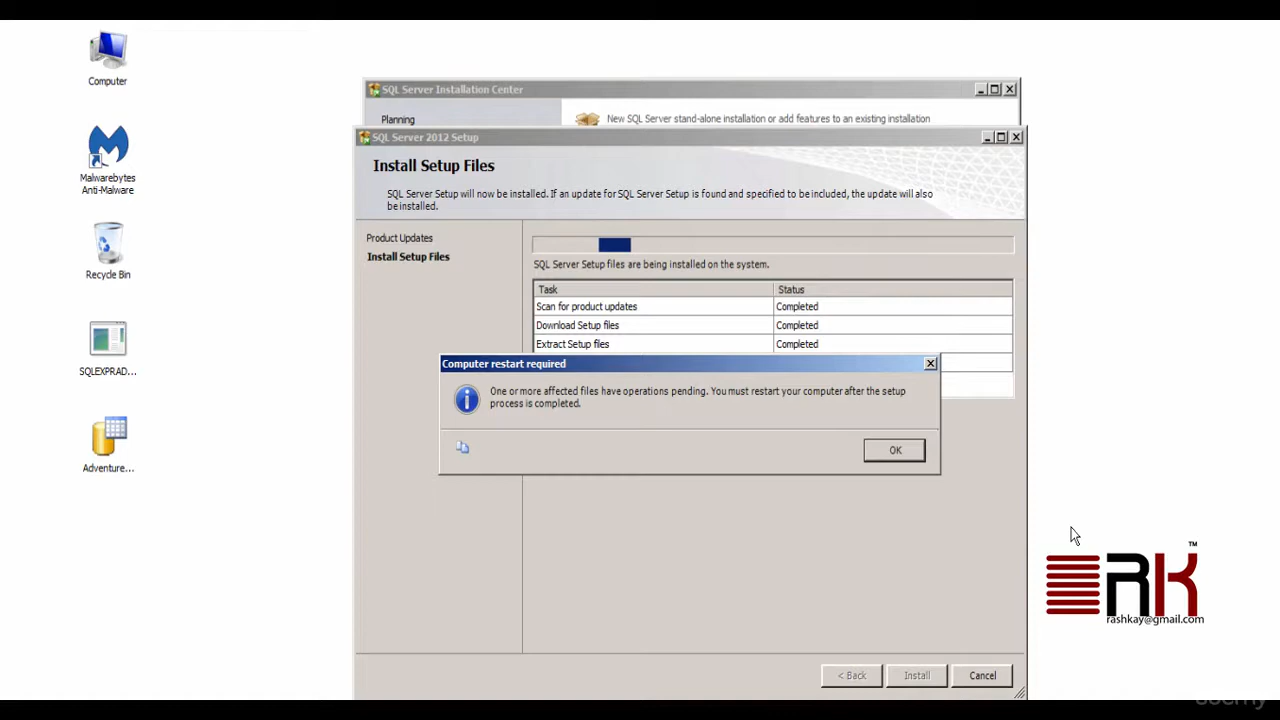 Computer
Malwarebytes
Anti-Malware
Recycle Bin
SQLEXPRAD...
Adventure...
SQL Server Installation Center
Planning
New SQL Server stand-alone installation or add features to an existing installation
SQL Server 2012 Setup
Install Setup Files
SQL Server Setup will now be installed. If an update for SQL Server Setup is found and specified to be included, the update will also
be installed.
Product Updates
Install Setup Files
SQL Server Setup files are being installed on the system.
Task Status
Scan for product updates Completed
Download Setup files Completed
Extract Setup files Completed
Computer restart required
One or more affected files have operations pending. You must restart your computer after the setup
process is completed.
OK
< Back Install Cancel
RK ™
rashkay@gmail.com